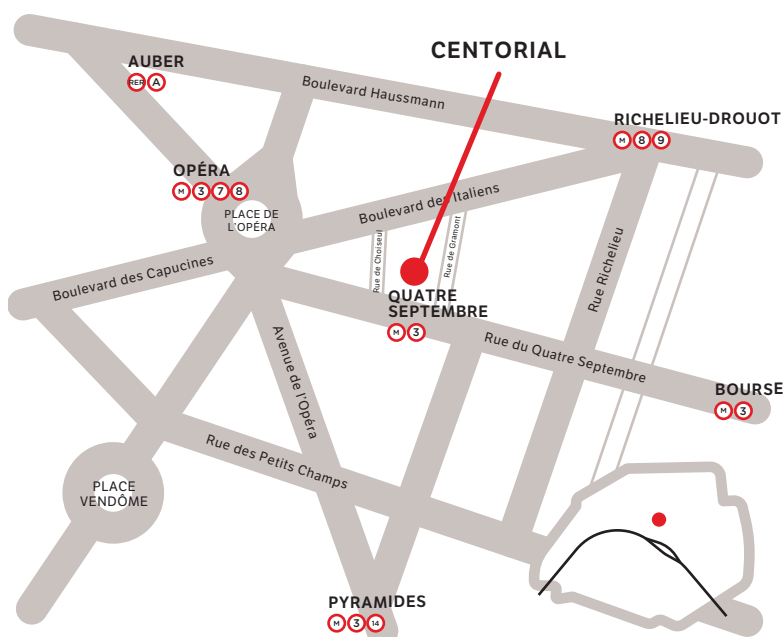 CENTORIAL
AUBER
RER A
Boulevard Haussmann
RICHELIEU-DROUOT
M 8 9
OPÉRA
M 3 7 8
PLACE DE
L'OPÉRA
Boulevard des Italiens
Rue de Choiseul
Rue de Gramont
Boulevard des Capucines
QUATRE
SEPTEMBRE
M 3
Rue Richelieu
Rue du Quatre Septembre
BOURSE
M 3
Avenue de l'Opéra
Rue des Petits Champs
PLACE
VENDÔME
PYRAMIDES
M 3 14